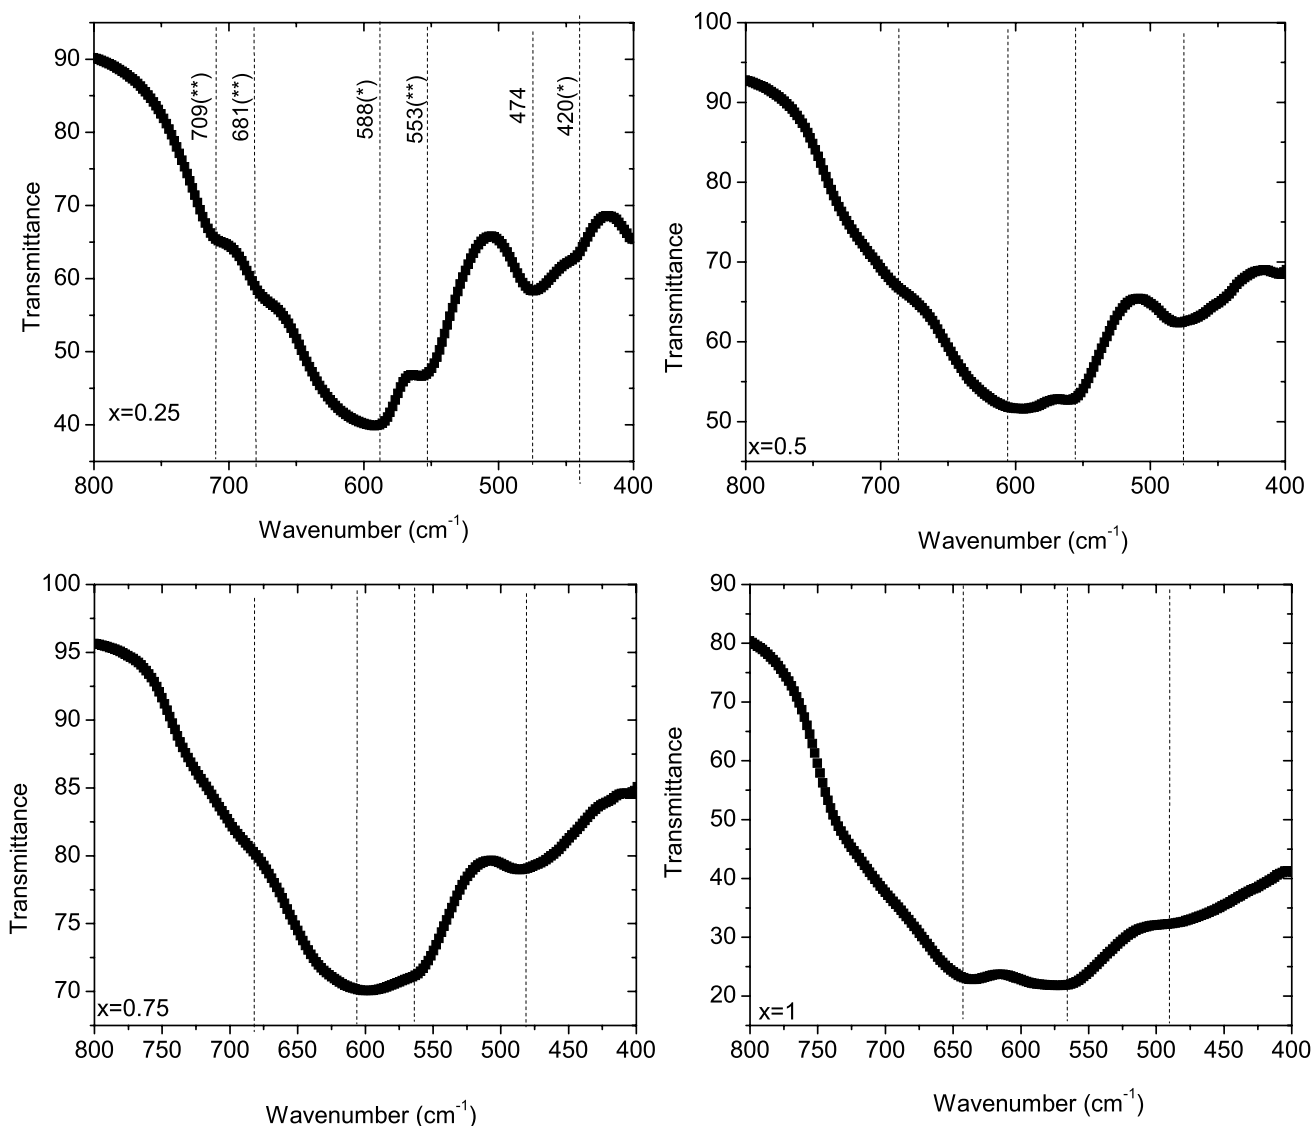 90
80
70
60
50
40
Transmittance
709(**)
681(**)
588(*)
553(**)
474
420(*)
x=0.25
800 700 600 500 400
Wavenumber (cm-1)
100
90
80
70
60
50
Transmittance
x=0.5
800 700 600 500 400
Wavenumber (cm-1)
100
95
90
85
80
75
70
Transmittance
x=0.75
800 750 700 650 600 550 500 450 400
Wavenumber (cm-1)
90
80
70
60
50
40
30
20
Transmittance
x=1
800 750 700 650 600 550 500 450 400
Wavenumber (cm-1)